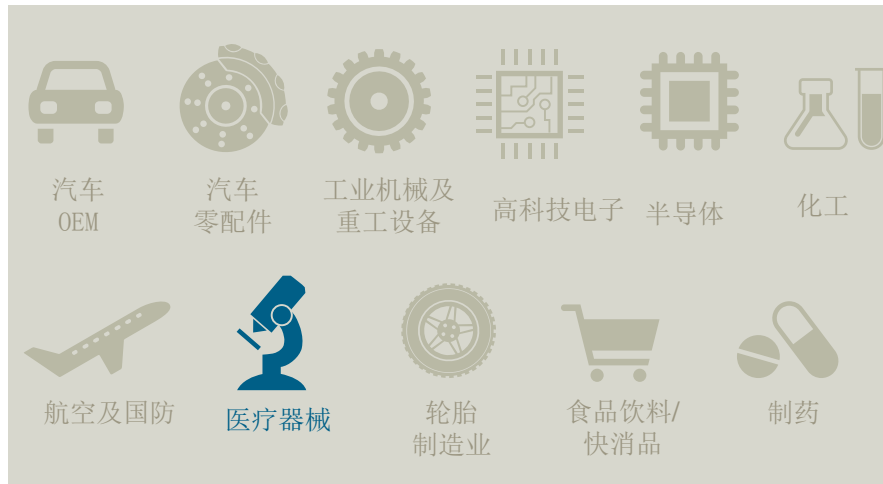 汽车
OEM
汽车
零配件
工业机械及
重工设备
高科技电子
半导体
化工
航空及国防
医疗器械
轮胎
制造业
食品饮料/
快消品
制药